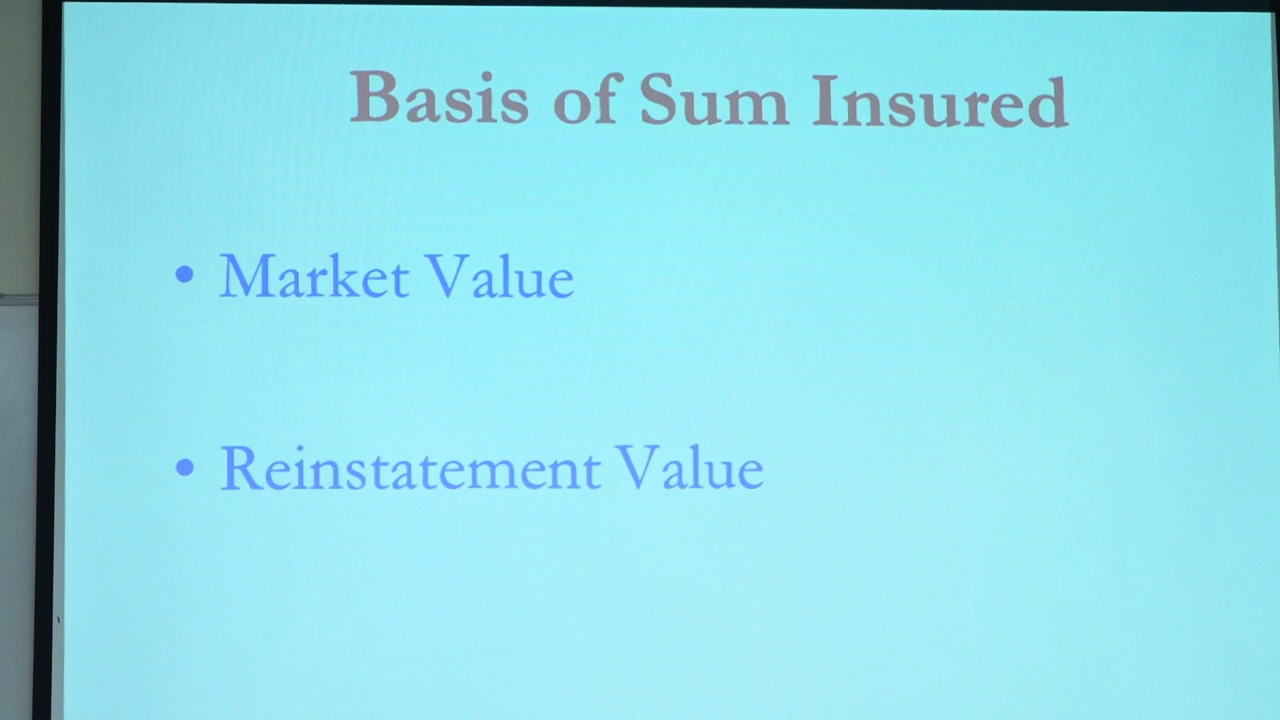 Basis of Sum Insured
• Market Value
• Reinstatement Value